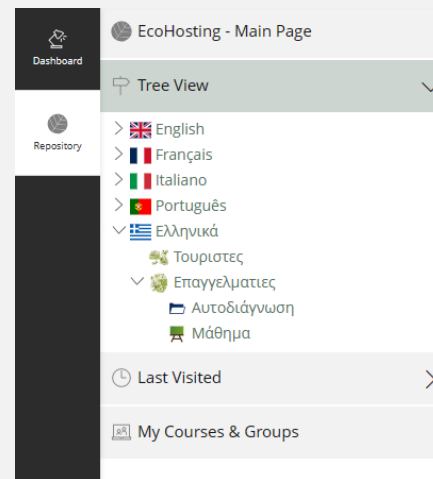 Dashboard
Repository
EcoHosting - Main Page
Tree View
English
Français
Italiano
Português
Ελληνικά
Τουριστες
Επαγγελματιες
Αυτοδιάγνωση
Μάθημα
Last Visited
My Courses & Groups